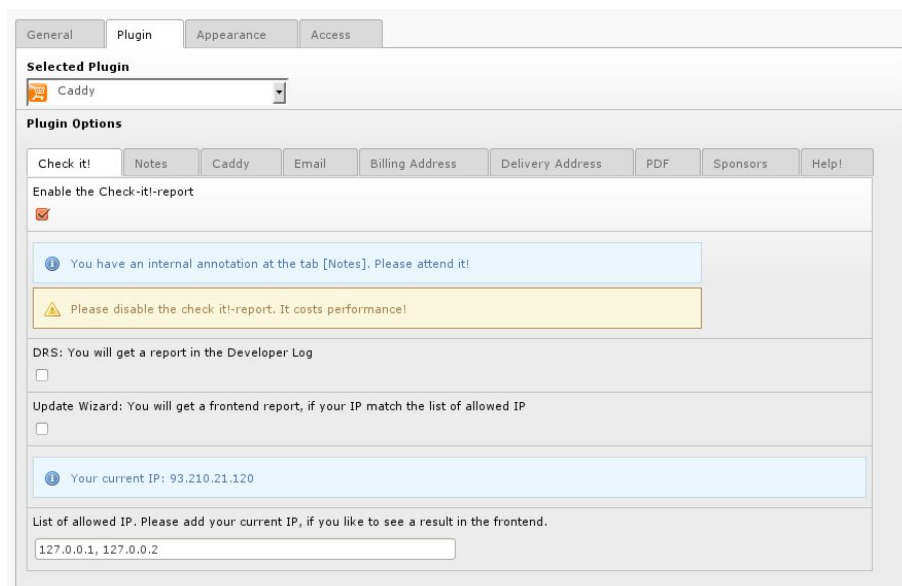 General Plugin Appearance Access
Selected Plugin
Caddy
Plugin Options
Check it! Notes Caddy Email Billing Address Delivery Address PDF Sponsors Help!
Enable the Check-it!-report
You have an internal annotation at the tab [Notes]. Please attend it!
Please disable the check it!-report. It costs performance!
DRS: You will get a report in the Developer Log
Update Wizard: You will get a frontend report, if your IP match the list of allowed IP
Your current IP: 93.210.21.120
List of allowed IP. Please add your current IP, if you like to see a result in the frontend.
127.0.0.1, 127.0.0.2